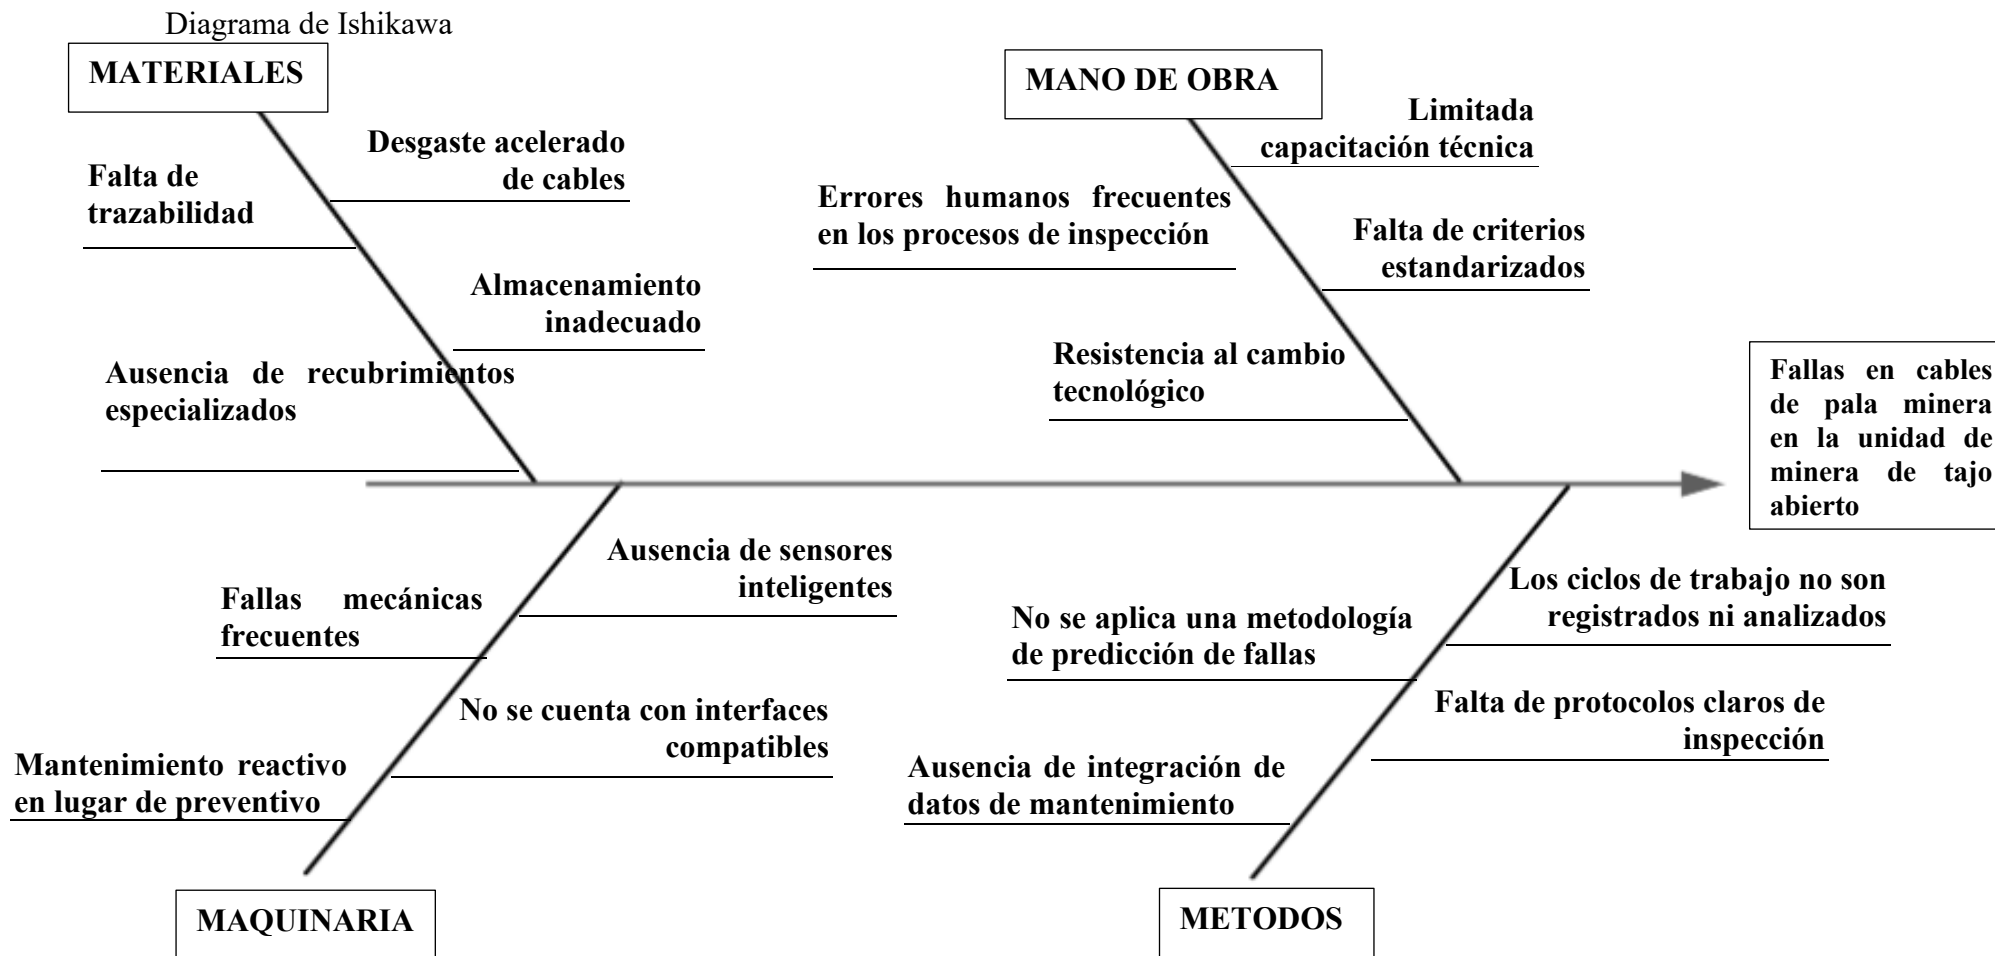 Diagrama de Ishikawa
MATERIALES
Desgaste acelerado
de cables
Falta de
trazabilidad
Almacenamiento
inadecuado
Ausencia de recubrimientos
especializados
MANO DE OBRA
Limitada
capacitación técnica
Errores humanos frecuentes
en los procesos de inspección
Falta de criterios
estandarizados
Resistencia al cambio
tecnológico
Fallas en cables
de pala minera
en la unidad de
minera de tajo
abierto
Ausencia de sensores
inteligentes
Fallas mecánicas
frecuentes
No se cuenta con interfaces
compatibles
Mantenimiento reactivo
en lugar de preventivo
MAQUINARIA
Los ciclos de trabajo no son
registrados ni analizados
No se aplica una metodología
de predicción de fallas
Falta de protocolos claros de
inspección
Ausencia de integración de
datos de mantenimiento
METODOS